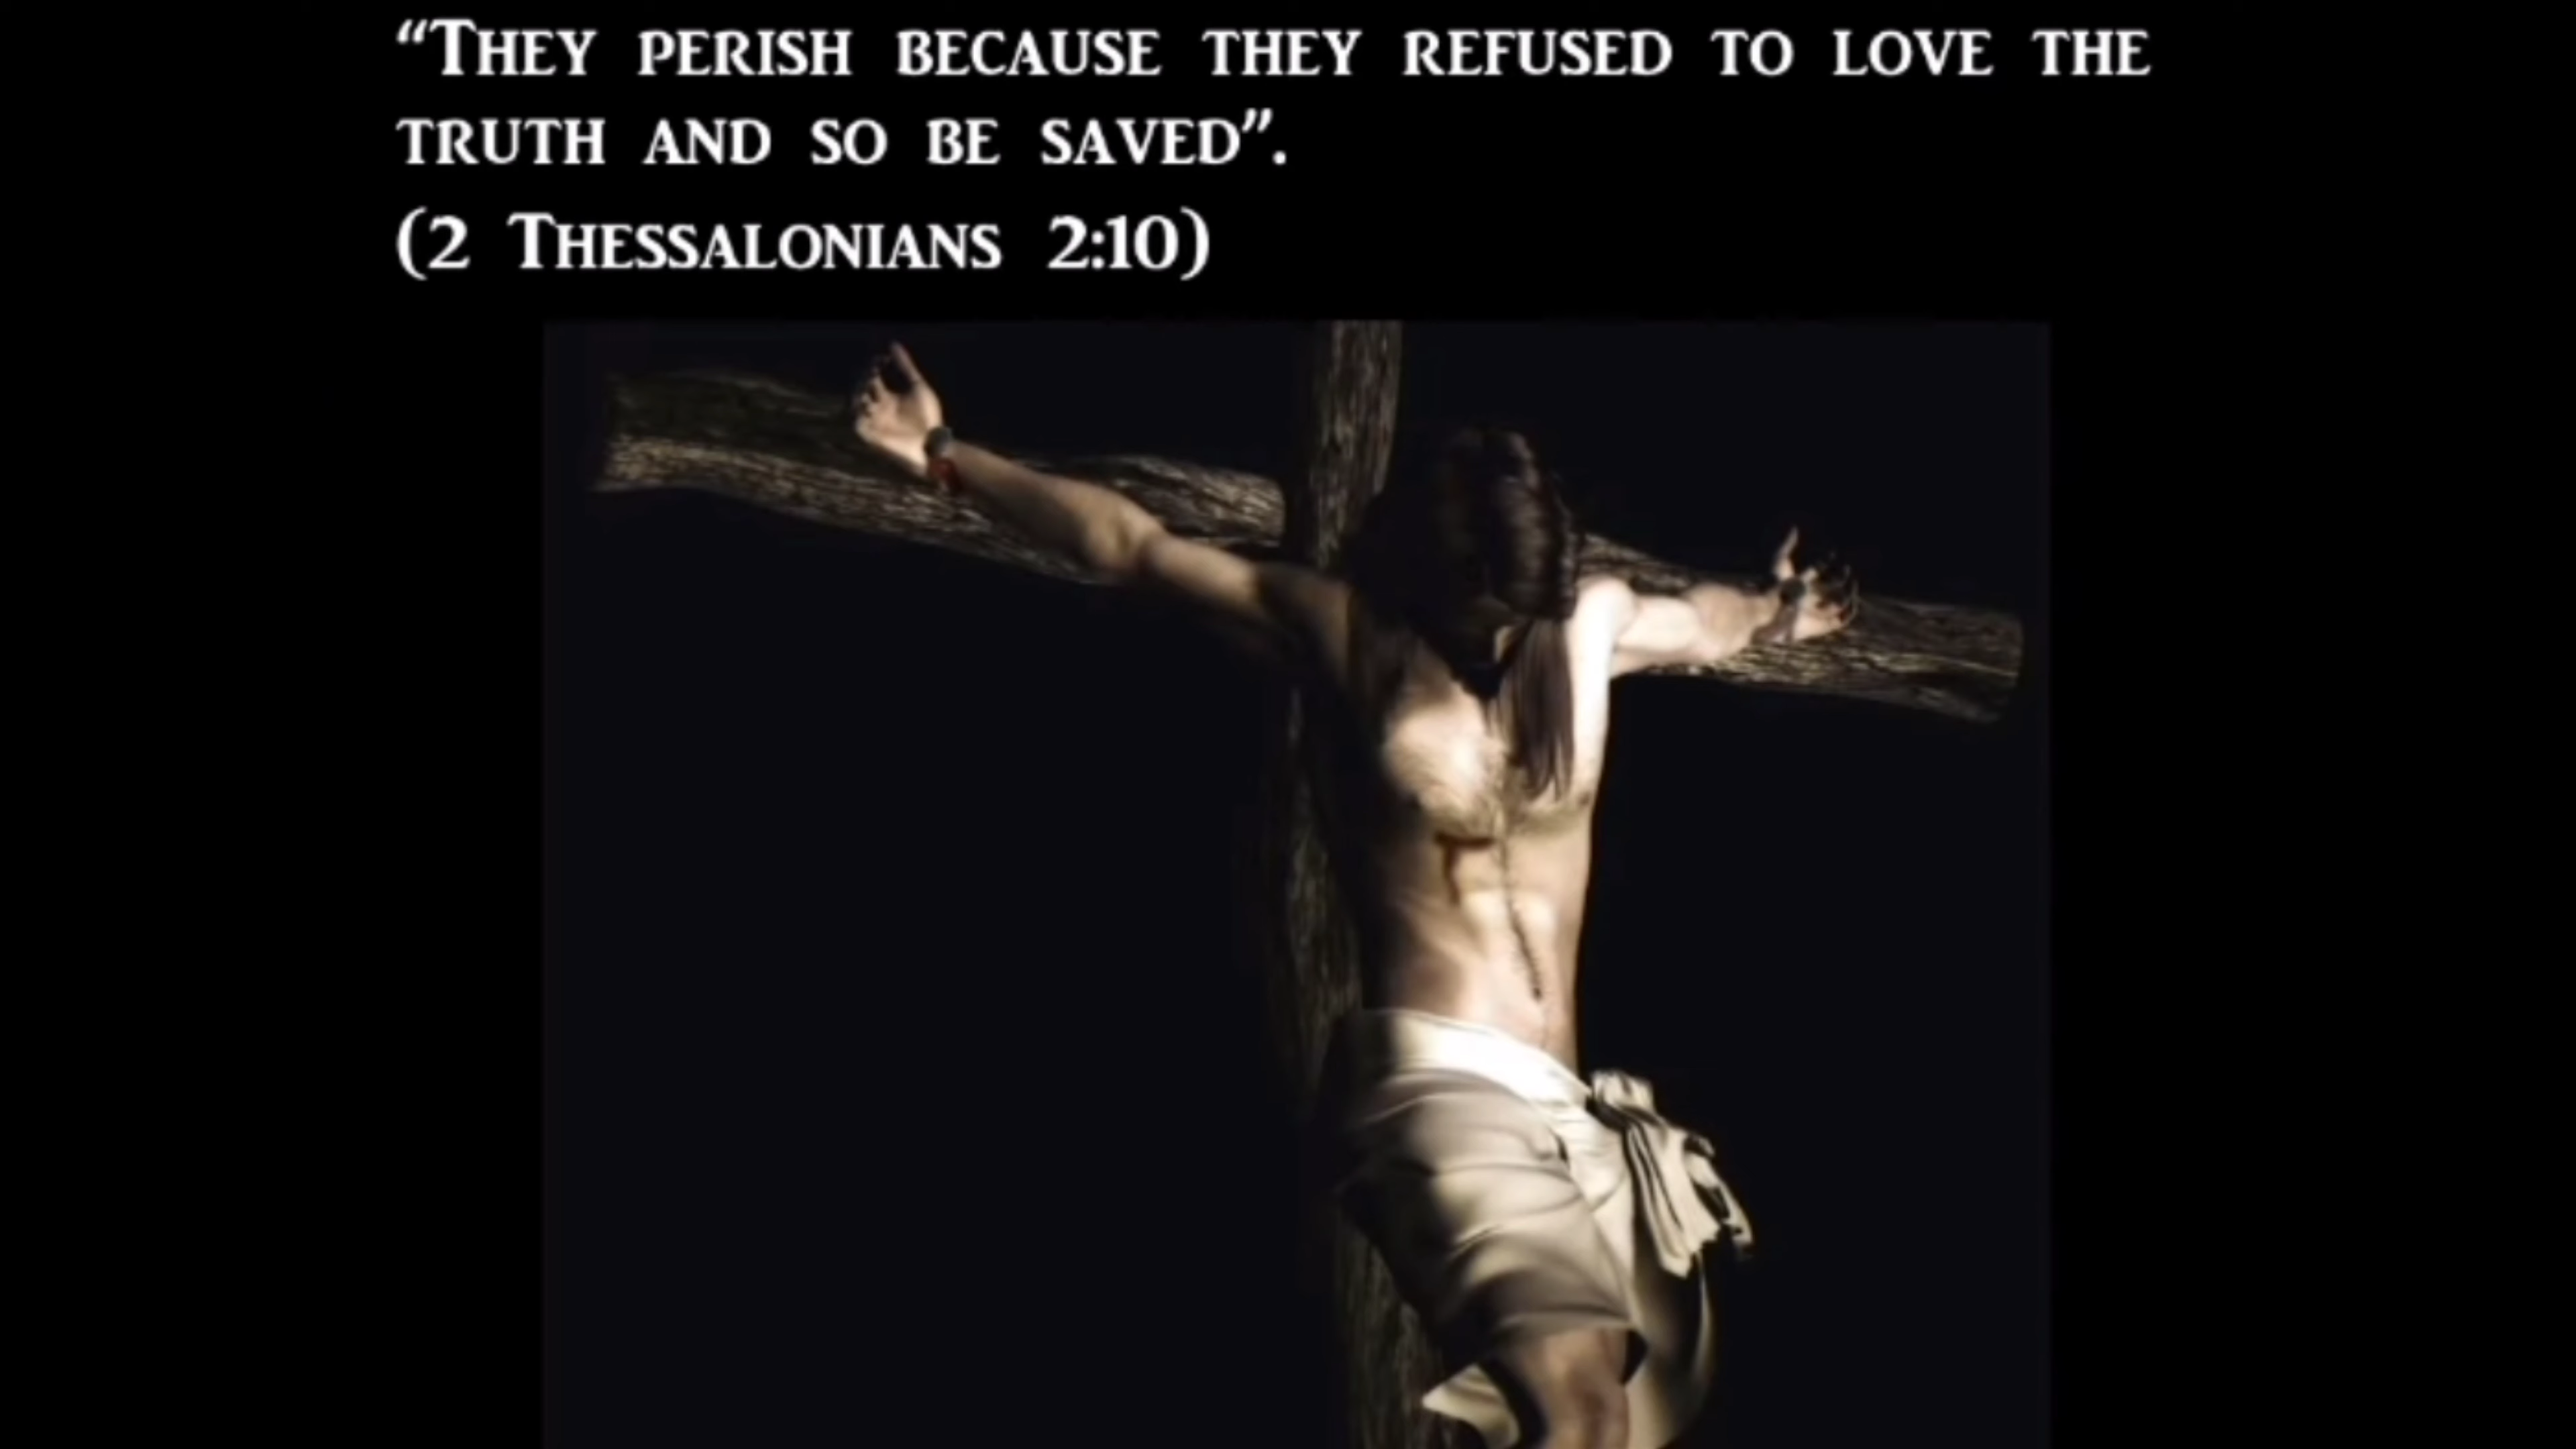 “They perish because they refused to love the
truth and so be saved”.
(2 Thessalonians 2:10)